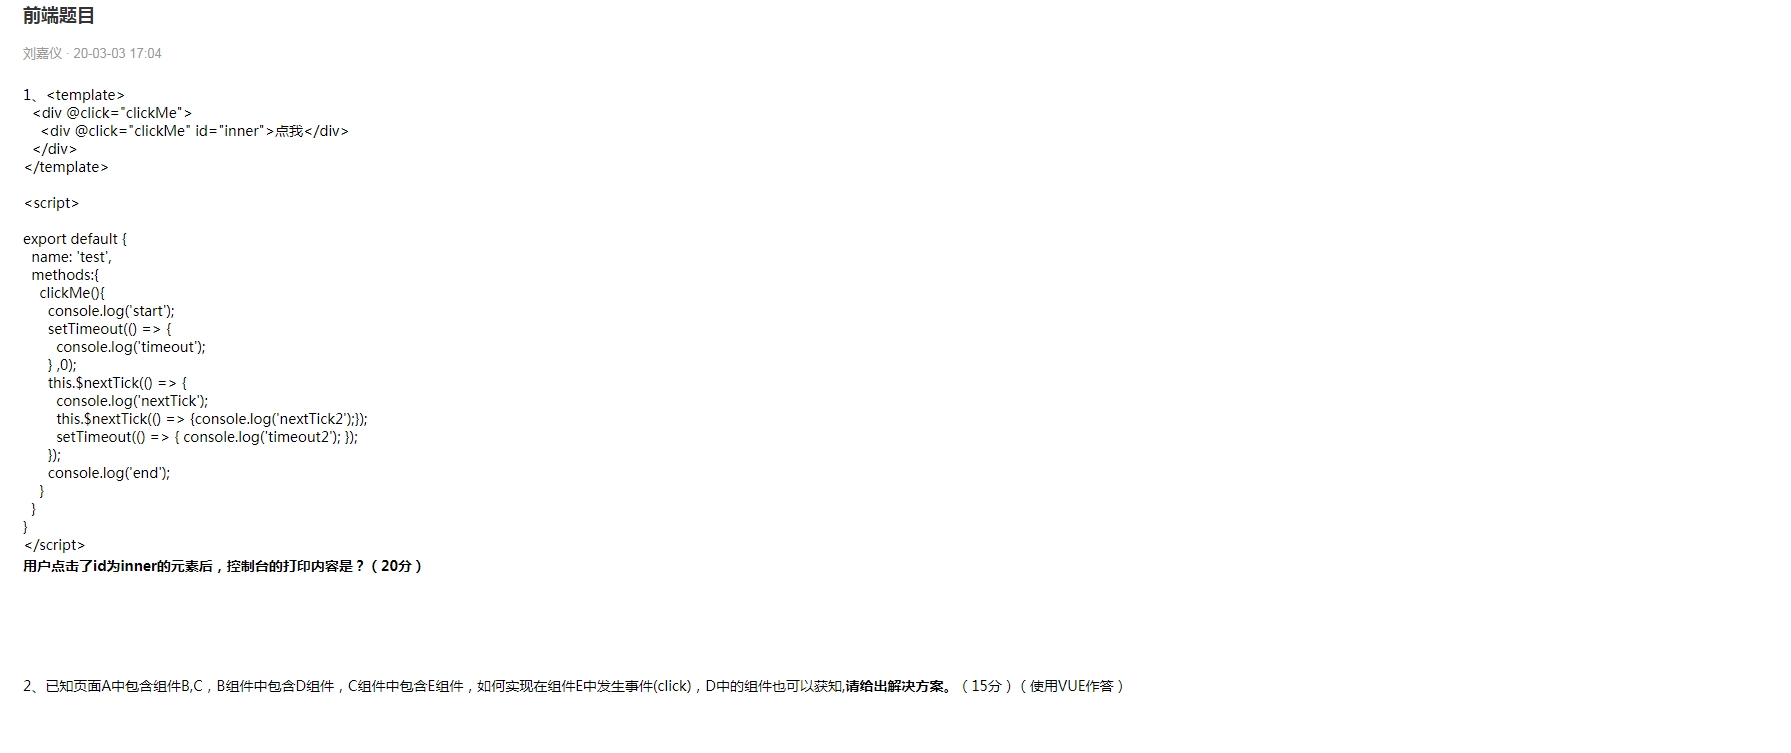 前端题目
刘嘉仪 · 20-03-03 17:04
1、<template>
<div @click="clickMe">
<div @click="clickMe" id="inner">点我</div>
</div>
</template>
<script>
export default {
name: 'test',
methods:{
clickMe(){
console.log('start');
setTimeout(() => {
console.log('timeout');
} ,0);
this.$nextTick(() => {
console.log('nextTick');
this.$nextTick(() => {console.log('nextTick2');});
setTimeout(() => { console.log('timeout2'); });
});
console.log('end');
}
}
}
</script>
用户点击了id为inner的元素后，控制台的打印内容是？（20分）
2、已知页面A中包含组件B,C，B组件中包含D组件，C组件中包含E组件，如何实现在组件E中发生事件(click)，D中的组件也可以获知,请给出解决方案。（15分）（使用VUE作答）